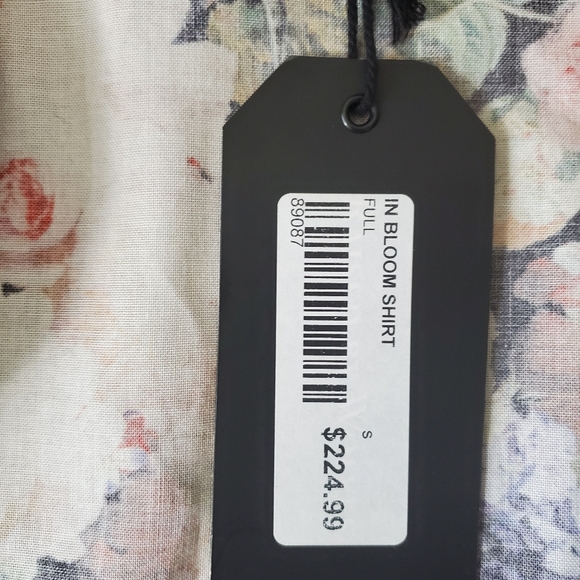 IN BLOOM SHIRT
FULL
S
89087
$224.99